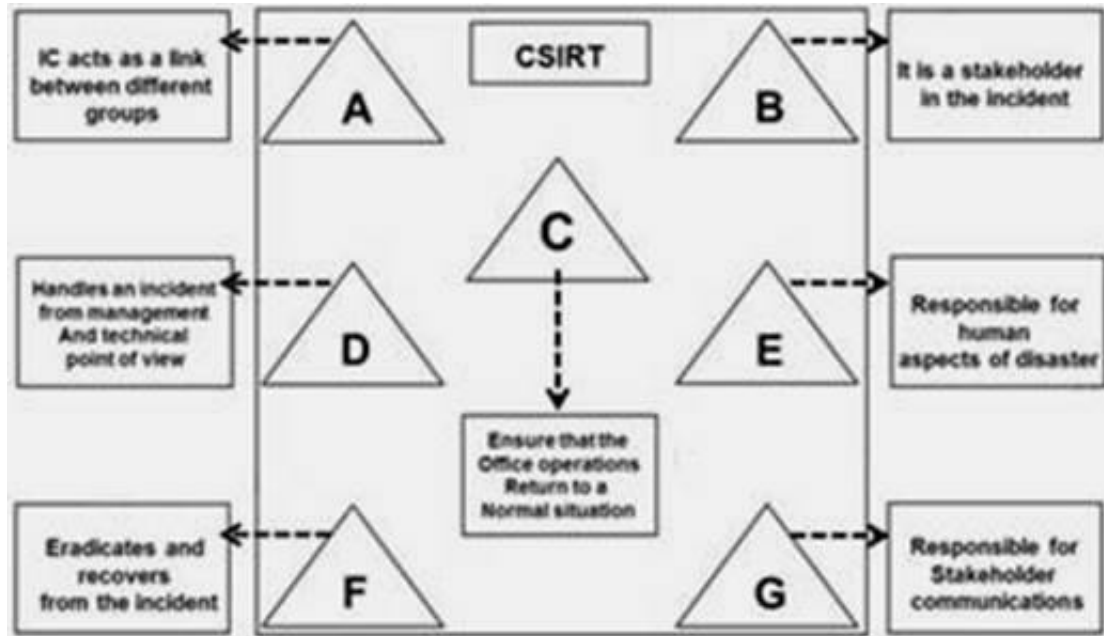 IC acts as a link
between different
groups
A
CSIRT
B
It is a stakeholder
in the incident
C
Handles an incident
from management
And technical
point of view
D
E
Responsible for
human
aspects of disaster
Ensure that the
Office operations
Return to a
Normal situation
Eradicates and
recovers
from the incident
F
G
Responsible for
Stakeholder
communications